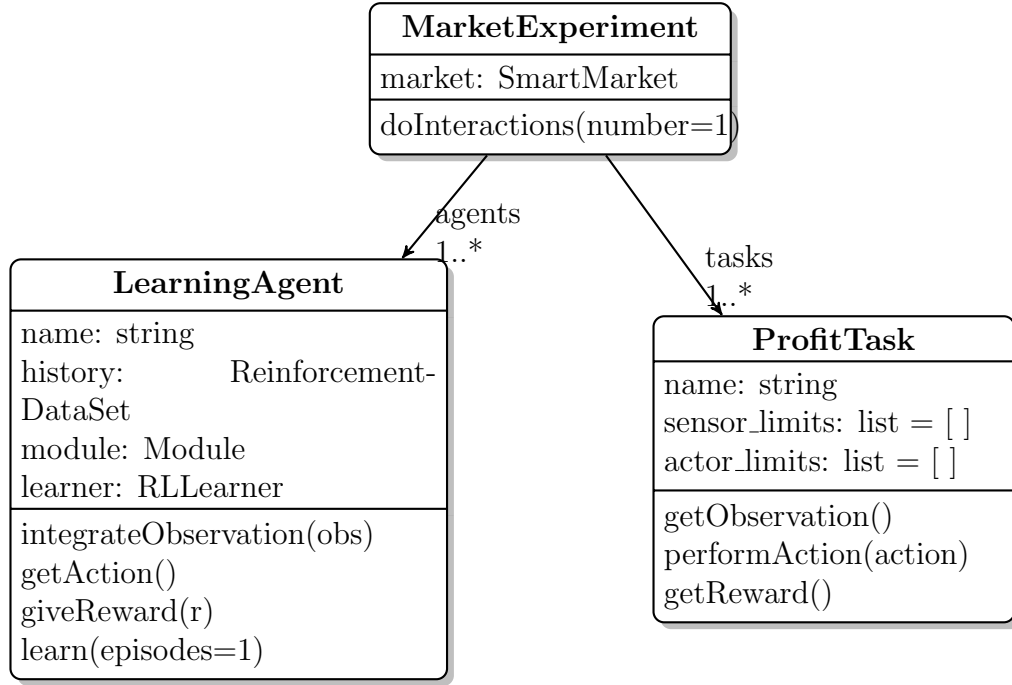 MarketExperiment
market: SmartMarket
doInteractions(number=1)
agents
1..*
tasks
1..*
LearningAgent
name: string
history: Reinforcement-
DataSet
module: Module
learner: RLLearner
integrateObservation(obs)
getAction()
giveReward(r)
learn(episodes=1)
ProfitTask
name: string
sensor_limits: list = [ ]
actor_limits: list = [ ]
getObservation()
performAction(action)
getReward()